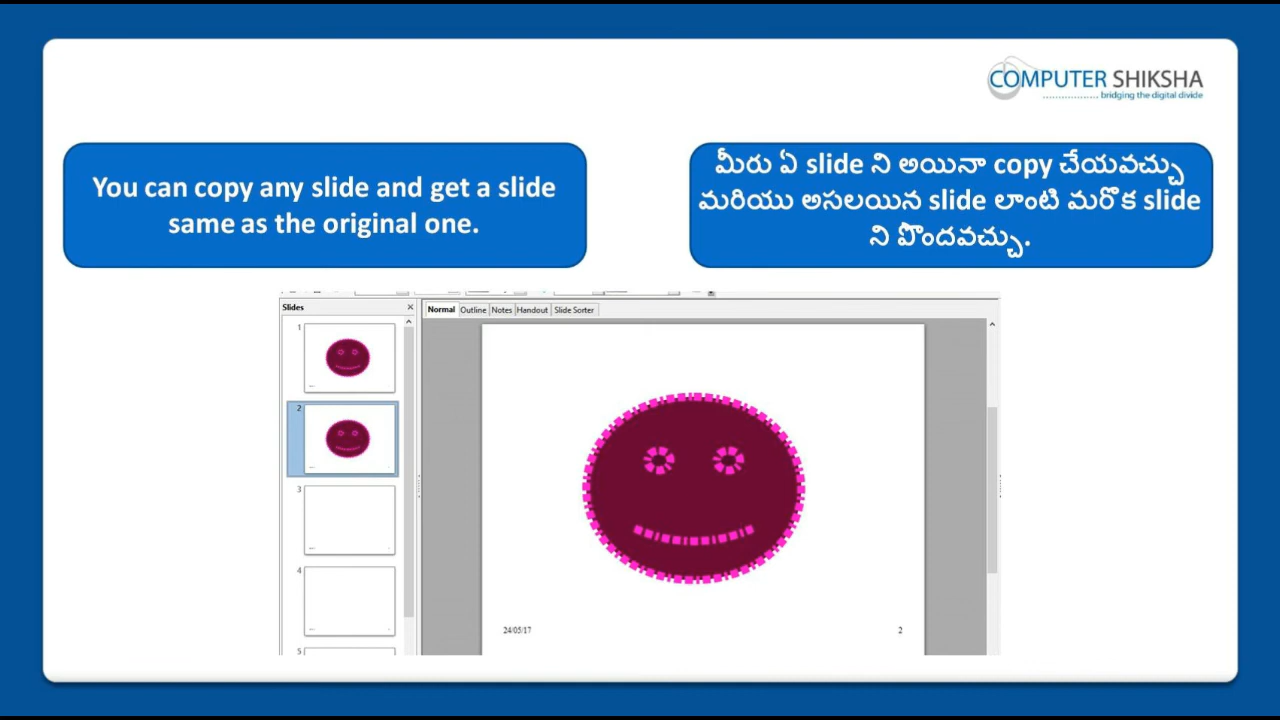 COMPUTER SHIKSHA
bridging the digital divide
You can copy any slide and get a slide
same as the original one.
మీరు ఏ slide ని అయినా copy చేయవచ్చు
మరియు అసలయిన slide లాంటి మరొక slide
ని పొందవచ్చు.
Slides
Normal Outline Notes Handout Slide Sorter
1
2
3
4
5
24/05/17 2